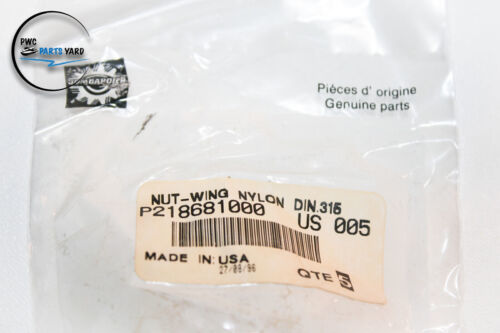 PWC
PARTS YARD
BOMBARDIER
Pièces d' origine
Genuine parts
NUT-WING NYLON DIN.315
P218681000 US 005
MADE IN: USA
27/08/96
QTE 5